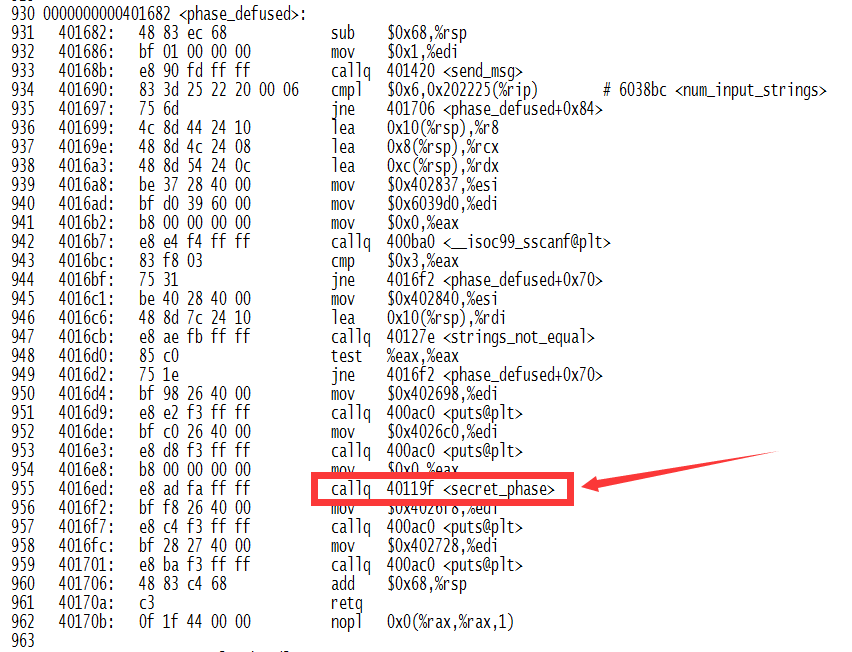 930 0000000000401682 <phase_defused>:
931 401682: 48 83 ec 68 sub $0x68,%rsp
932 401686: bf 01 00 00 00 mov $0x1,%edi
933 40168b: e8 90 fd ff ff callq 401420 <send_msg>
934 401690: 83 3d 25 22 20 00 06 cmpl $0x6,0x202225(%rip) # 6038bc <num_input_strings>
935 401697: 75 6d jne 401706 <phase_defused+0x84>
936 401699: 4c 8d 44 24 10 lea 0x10(%rsp),%r8
937 40169e: 48 8d 4c 24 08 lea 0x8(%rsp),%rcx
938 4016a3: 48 8d 54 24 0c lea 0xc(%rsp),%rdx
939 4016a8: be 37 28 40 00 mov $0x402837,%esi
940 4016ad: bf d0 39 60 00 mov $0x6039d0,%edi
941 4016b2: b8 00 00 00 00 mov $0x0,%eax
942 4016b7: e8 e4 f4 ff ff callq 400ba0 <__isoc99_sscanf@plt>
943 4016bc: 83 f8 03 cmp $0x3,%eax
944 4016bf: 75 31 jne 4016f2 <phase_defused+0x70>
945 4016c1: be 40 28 40 00 mov $0x402840,%esi
946 4016c6: 48 8d 7c 24 10 lea 0x10(%rsp),%rdi
947 4016cb: e8 ae fb ff ff callq 40127e <strings_not_equal>
948 4016d0: 85 c0 test %eax,%eax
949 4016d2: 75 1e jne 4016f2 <phase_defused+0x70>
950 4016d4: bf 98 26 40 00 mov $0x402698,%edi
951 4016d9: e8 e2 f3 ff ff callq 400ac0 <puts@plt>
952 4016de: bf c0 26 40 00 mov $0x4026c0,%edi
953 4016e3: e8 d8 f3 ff ff callq 400ac0 <puts@plt>
954 4016e8: b8 00 00 00 00 mov $0x0,%eax
955 4016ed: e8 ad fa ff ff callq 40119f <secret_phase>
956 4016f2: bf f8 26 40 00 mov $0x4026f8,%edi
957 4016f7: e8 c4 f3 ff ff callq 400ac0 <puts@plt>
958 4016fc: bf 28 27 40 00 mov $0x402728,%edi
959 401701: e8 ba f3 ff ff callq 400ac0 <puts@plt>
960 401706: 48 83 c4 68 add $0x68,%rsp
961 40170a: c3 retq
962 40170b: 0f 1f 44 00 00 nopl 0x0(%rax,%rax,1)
963